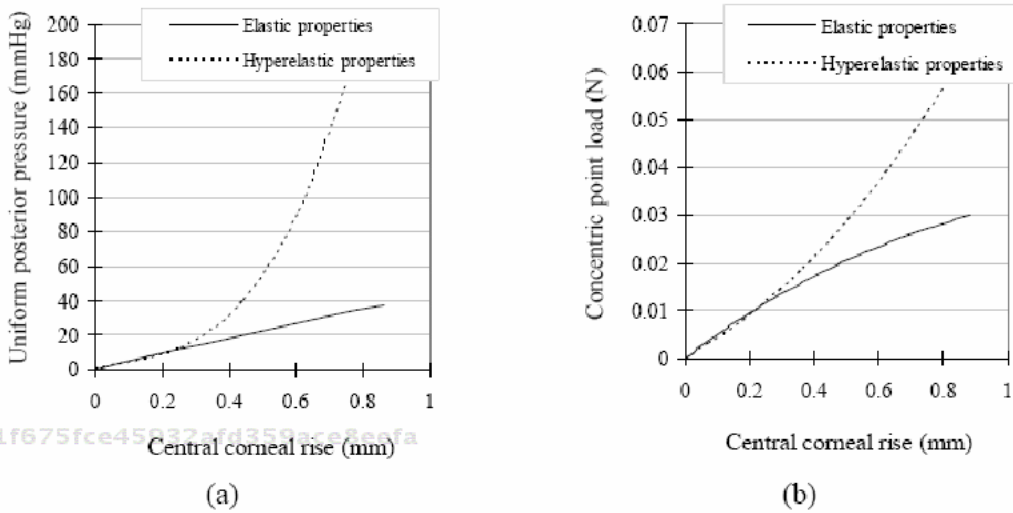 Elastic properties
Hyperelastic properties
Uniform posterior pressure (mmHg)
200
180
160
140
120
100
80
60
40
20
0
0 0.2 0.4 0.6 0.8 1
Central corneal rise (mm)
(a)
Elastic properties
Hyperelastic properties
Concentric point load (N)
0.07
0.06
0.05
0.04
0.03
0.02
0.01
0
0 0.2 0.4 0.6 0.8 1
Central corneal rise (mm)
(b)